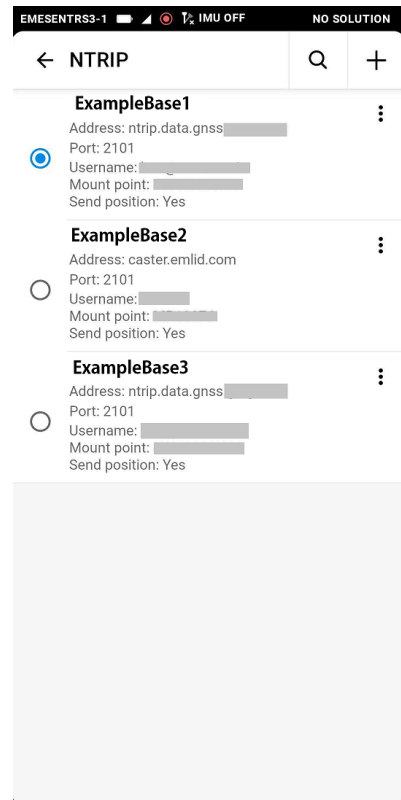 EMESENTRS3-1 IMU OFF NO SOLUTION
NTRIP
ExampleBase1
Address: ntrip.data.gnss
Port: 2101
Username:
Mount point:
Send position: Yes
ExampleBase2
Address: caster.emlid.com
Port: 2101
Username:
Mount point:
Send position: Yes
ExampleBase3
Address: ntrip.data.gnss
Port: 2101
Username:
Mount point:
Send position: Yes